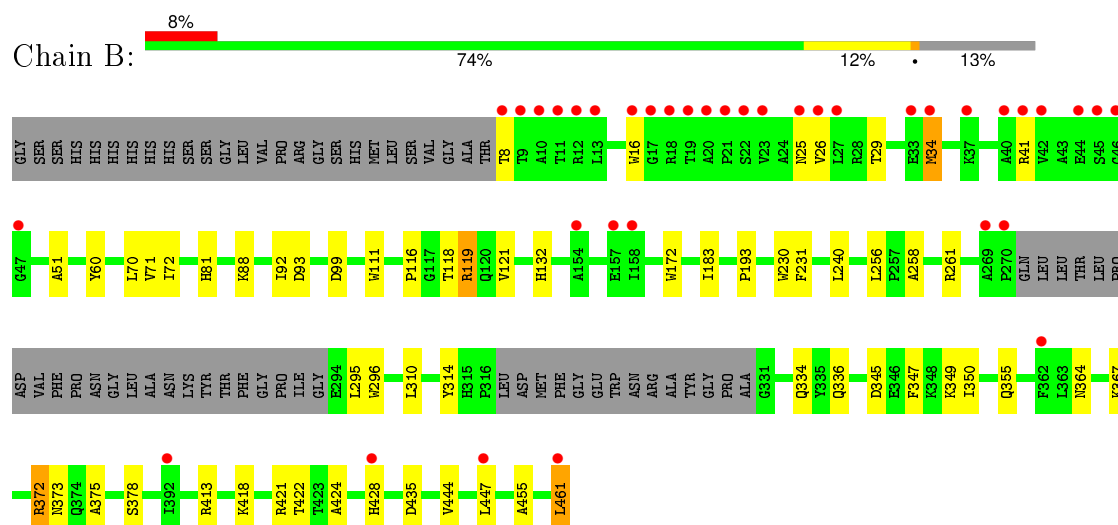 8%
Chain B:
74% 12% • 13%
GLY SER SER HIS HIS HIS HIS HIS HIS SER SER GLY LEU VAL PRO ARG GLY SER HIS MET LEU SER VAL GLY ALA THR T8 T9 A10 T11 R12 L13 W16 G17 R18 T19 A20 P21 S22 V23 A24 N25 V26 L27 R28 T29 E33 M34 K37 A40 R41 V42 A43 E44 S45 G46
G47 A51 Y60 L70 V71 I72 H81 K88 I92 D93 D99 W111 P116 G117 T118 R119 Q120 V121 H132 A154 E157 I158 W172 I183 P193 W230 F231 L240 L256 P257 A258 R261 A269 P270 GLN LEU LEU THR LEU PRO
ASP VAL PHE PRO ASN GLY LEU ALA ASN LYS TYR THR PHE GLY PRO ILE GLY E294 L295 W296 L310 Y314 H315 P316 LEU ASP MET PHE GLY GLU TRP ASN ARG ALA TYR GLY PRO ALA G331 Q334 Y335 Q336 D345 E346 F347 K348 K349 I350 Q355 F362 L363 N364 K367
R372 N373 Q374 A375 S378 I392 R413 K418 R421 T422 T423 A424 H428 D435 V444 L447 A455 L461